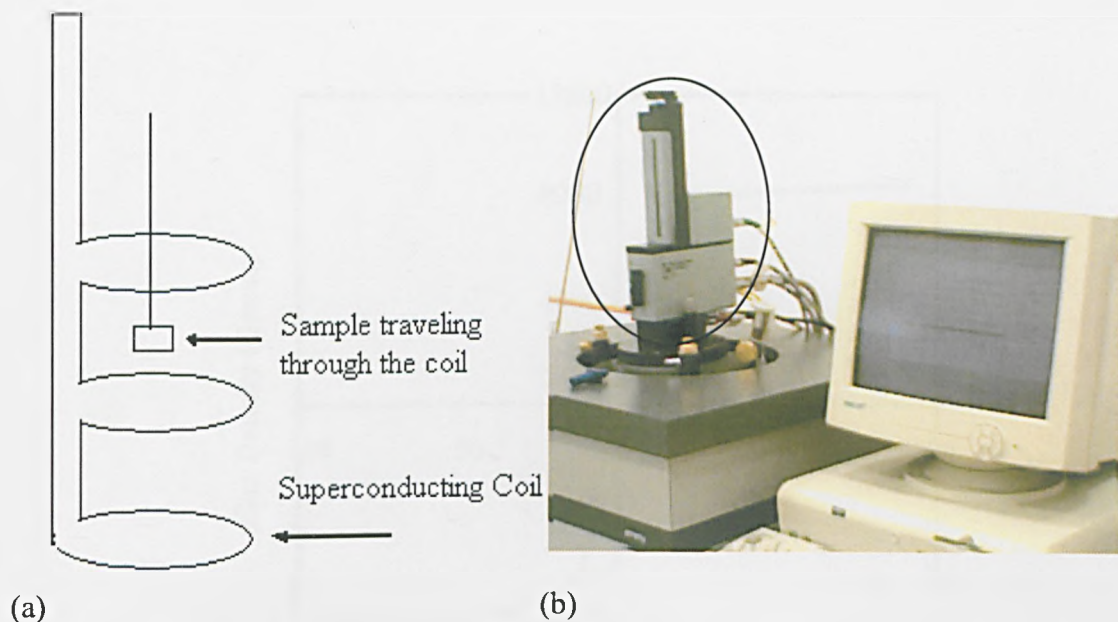 Sample traveling
through the coil
Superconducting Coil
(a)
(b)